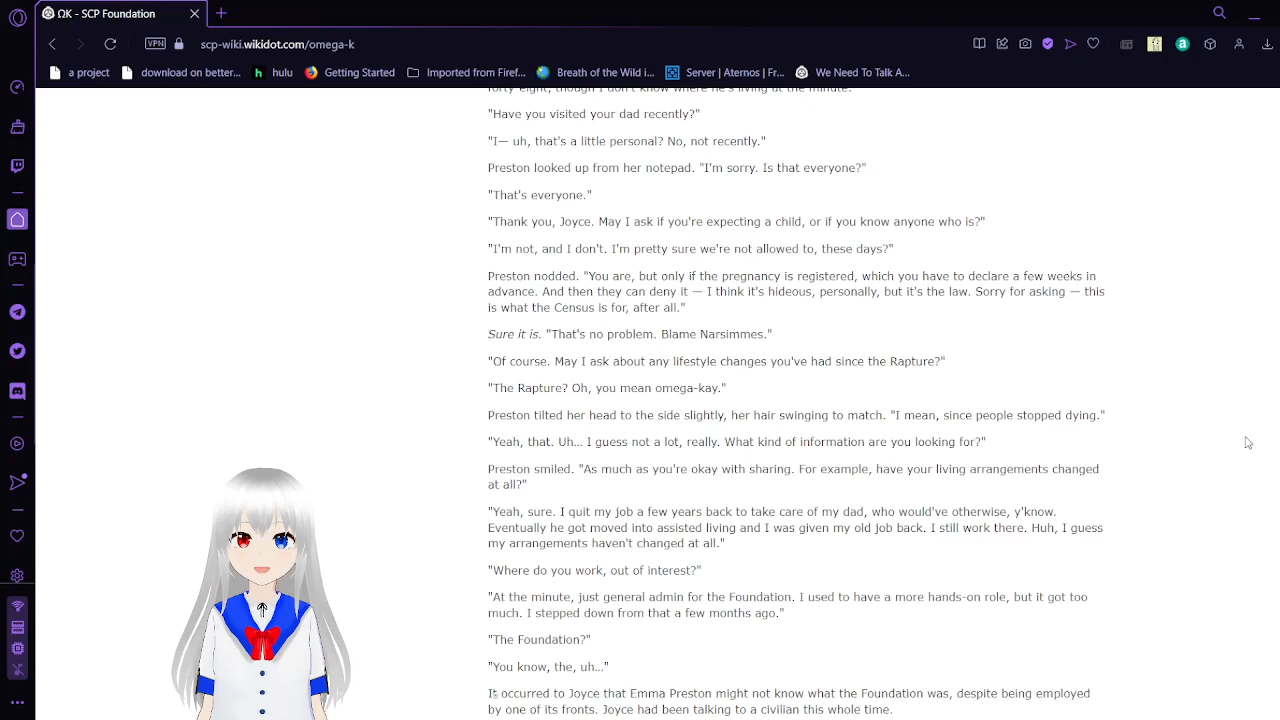 ΩK - SCP Foundation
VPN
scp-wiki.wikidot.com/omega-k
a project
download on better...
hulu
Getting Started
Imported from Firef...
Breath of the Wild i...
Server | Aternos | Fr...
We Need To Talk A...
forty eight, though I don't know where he's living at the minute."
"Have you visited your dad recently?"
"I— uh, that's a little personal? No, not recently."
Preston looked up from her notepad. "I'm sorry. Is that everyone?"
"That's everyone."
"Thank you, Joyce. May I ask if you're expecting a child, or if you know anyone who is?"
"I'm not, and I don't. I'm pretty sure we're not allowed to, these days?"
Preston nodded. "You are, but only if the pregnancy is registered, which you have to declare a few weeks in
advance. And then they can deny it — I think it's hideous, personally, but it's the law. Sorry for asking — this
is what the Census is for, after all."
Sure it is. "That's no problem. Blame Narsimmes."
"Of course. May I ask about any lifestyle changes you've had since the Rapture?"
"The Rapture? Oh, you mean omega-kay."
Preston tilted her head to the side slightly, her hair swinging to match. "I mean, since people stopped dying."
"Yeah, that. Uh... I guess not a lot, really. What kind of information are you looking for?"
Preston smiled. "As much as you're okay with sharing. For example, have your living arrangements changed
at all?"
"Yeah, sure. I quit my job a few years back to take care of my dad, who would've otherwise, y'know.
Eventually he got moved into assisted living and I was given my old job back. I still work there. Huh, I guess
my arrangements haven't changed at all."
"Where do you work, out of interest?"
"At the minute, just general admin for the Foundation. I used to have a more hands-on role, but it got too
much. I stepped down from that a few months ago."
"The Foundation?"
"You know, the, uh..."
It occurred to Joyce that Emma Preston might not know what the Foundation was, despite being employed
by one of its fronts. Joyce had been talking to a civilian this whole time.